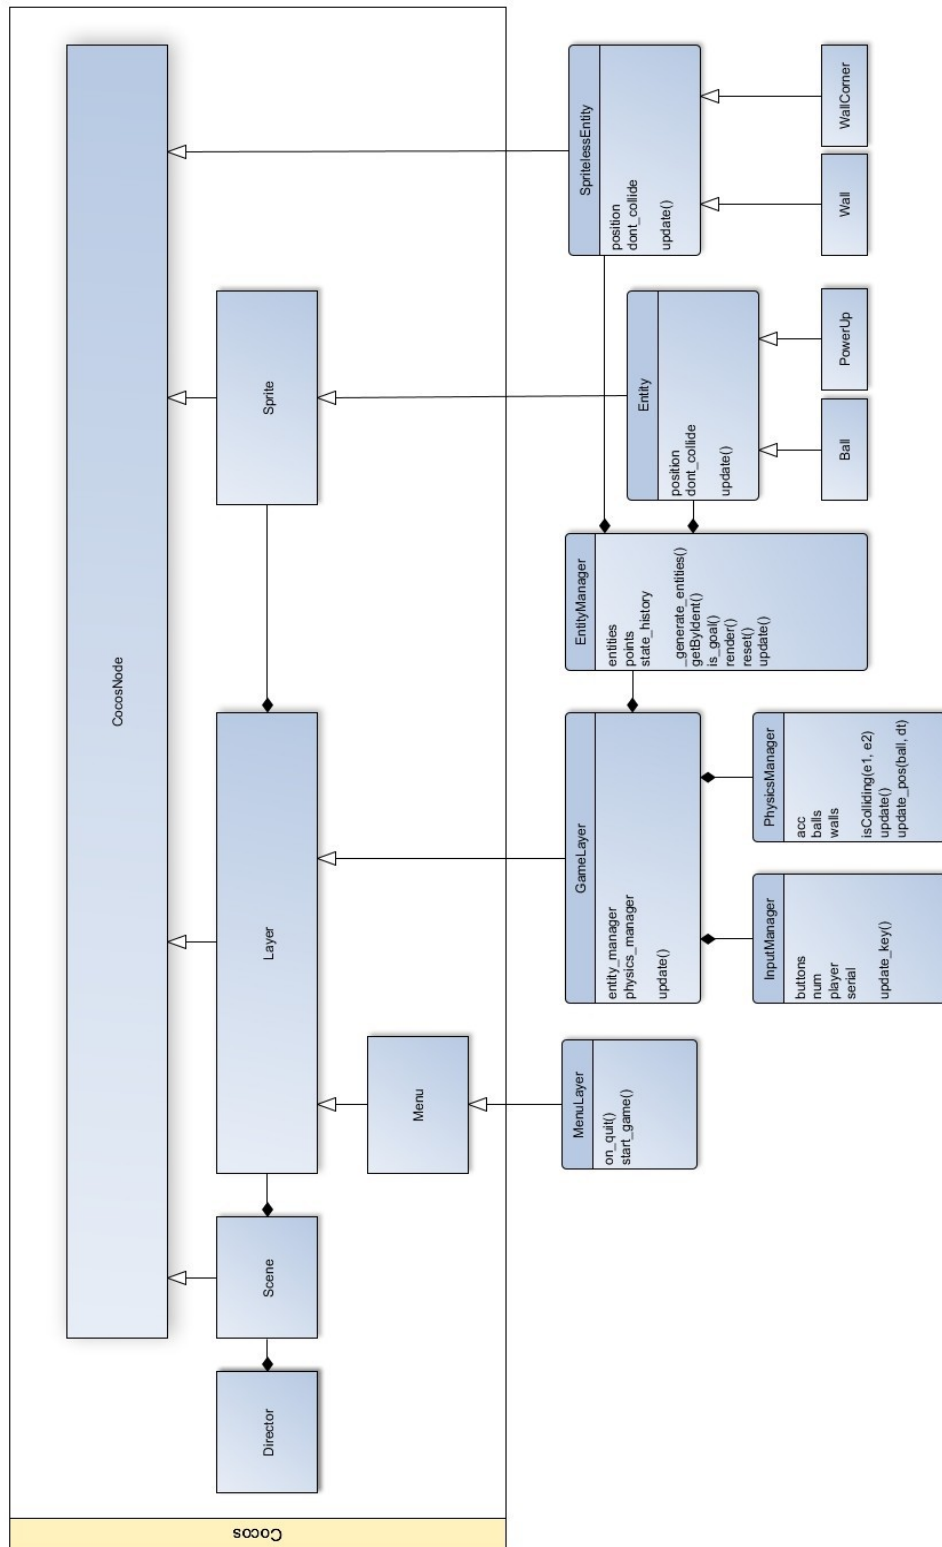 Cocos
CocosNode
Director
Scene
Layer
Sprite
Menu
MenuLayer
on_quit()
start_game()
GameLayer
entity_manager
physics_manager
update()
EntityManager
entities
points
state_history
_generate_entities()
getByIdent()
is_goal()
render()
reset()
update()
Entity
position
dont_collide
update()
SpritelessEntity
position
dont_collide
update()
InputManager
buttons
num
player
serial
update_key()
PhysicsManager
acc
balls
walls
isColliding(e1, e2)
update()
update_pos(ball, dt)
Ball
PowerUp
Wall
WallCorner